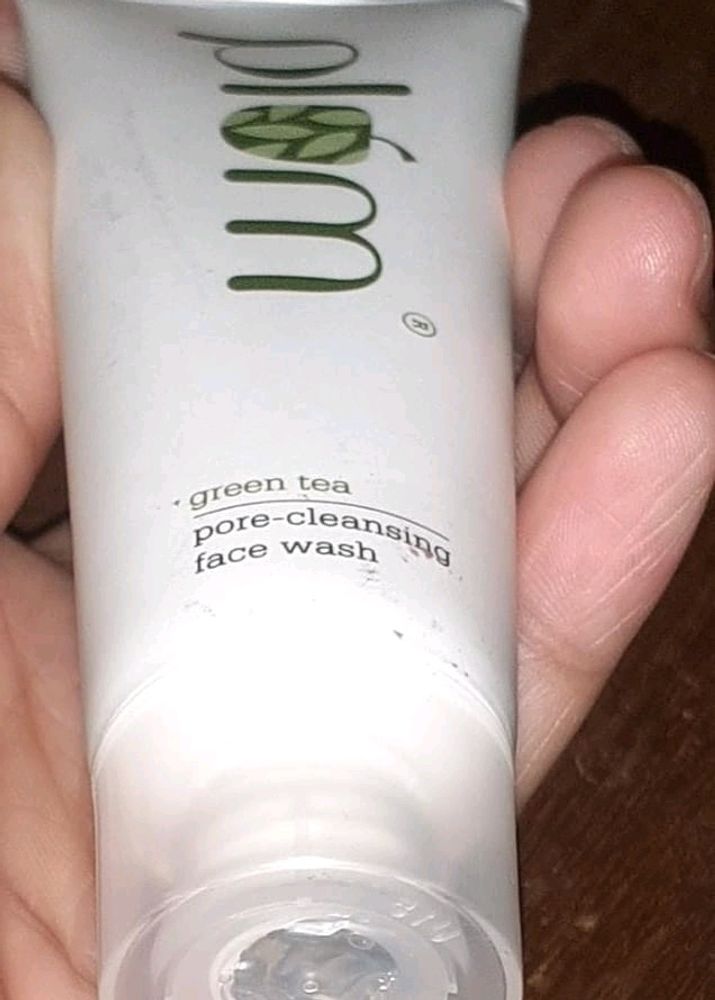 plum
®
green tea
pore-cleansing
face wash